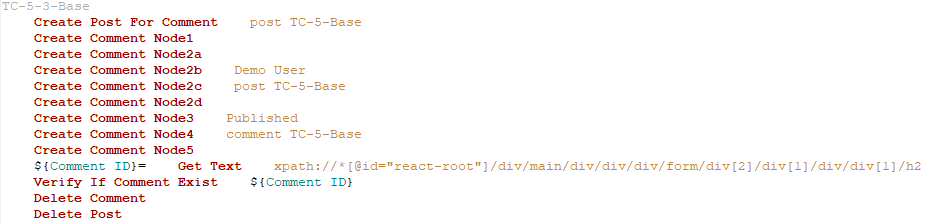 TC-5-3-Base
Create Post For Comment    post TC-5-Base
Create Comment Node1
Create Comment Node2a
Create Comment Node2b    Demo User
Create Comment Node2c    post TC-5-Base
Create Comment Node2d
Create Comment Node3    Published
Create Comment Node4    comment TC-5-Base
Create Comment Node5
${Comment ID}=    Get Text    xpath://*[@id="react-root"]/div/main/div/div/div/form/div[2]/div[1]/div/div[1]/h2
Verify If Comment Exist    ${Comment ID}
Delete Comment
Delete Post